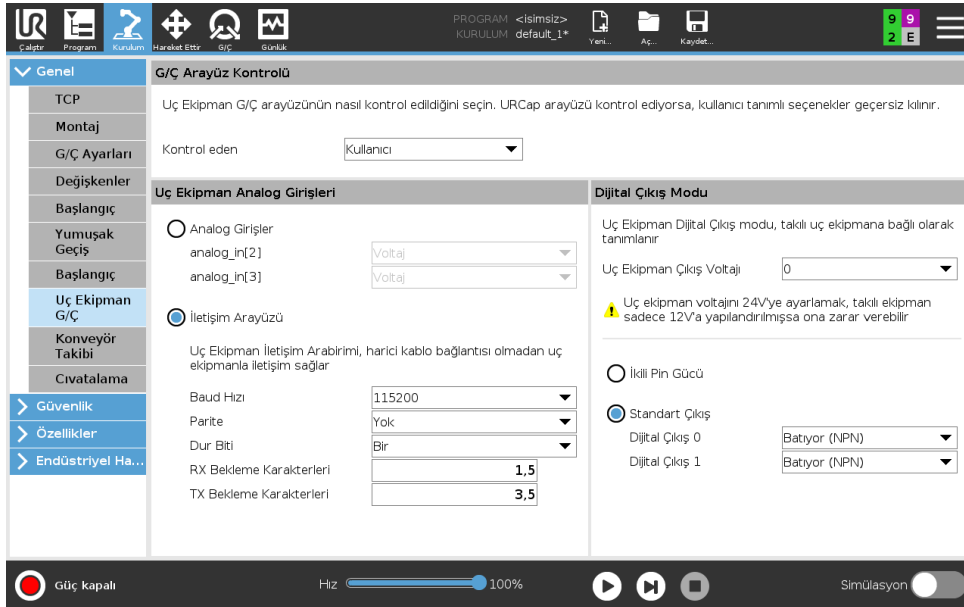 UR
PROGRAM <isimsiz>
KURULUM default_1*
Çalıştır
Program
Kurulum
Hareket Ettir
G/Ç
Günlük
Yeni...
Aç...
Kaydet...
9 9
2 E
Genel
TCP
Montaj
G/Ç Ayarları
Değişkenler
Başlangıç
Yumuşak
Geçiş
Başlangıç
Uç Ekipman
G/Ç
Konveyör
Takibi
Cıvatalama
Güvenlik
Özellikler
Endüstriyel Ha...
G/Ç Arayüz Kontrolü
Uç Ekipman G/Ç arayüzünün nasıl kontrol edildiğini seçin. URCap arayüzü kontrol ediyorsa, kullanıcı tanımlı seçenekler geçersiz kılınır.
Kontrol eden
Kullanıcı
Uç Ekipman Analog Girişleri
Analog Girişler
analog_in[2]
Voltaj
analog_in[3]
Voltaj
İletişim Arayüzü
Uç Ekipman İletişim Arabirimi, harici kablo bağlantısı olmadan uç
ekipmanla iletişim sağlar
Baud Hızı
115200
Parite
Yok
Dur Biti
Bir
RX Bekleme Karakterleri
1,5
TX Bekleme Karakterleri
3,5
Dijital Çıkış Modu
Uç Ekipman Dijital Çıkış modu, takılı uç ekipmana bağlı olarak
tanımlanır
Uç Ekipman Çıkış Voltajı
0
Uç ekipman voltajını 24V'ye ayarlamak, takılı ekipman
sadece 12V'a yapılandırılmışsa ona zarar verebilir
İkili Pin Gücü
Standart Çıkış
Dijital Çıkış 0
Batıyor (NPN)
Dijital Çıkış 1
Batıyor (NPN)
Güç kapalı
Hız
100%
Simülasyon